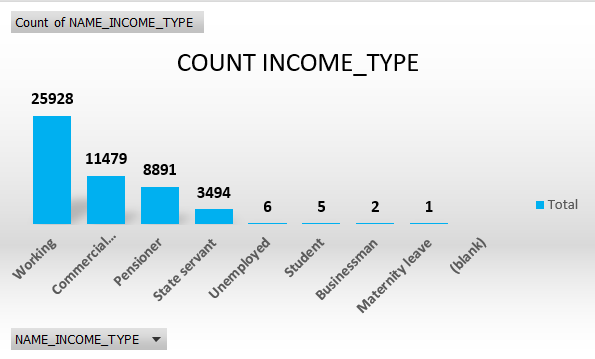 Count of NAME_INCOME_TYPE
COUNT INCOME_TYPE
25928
11479
8891
3494
6
5
2
1
Total
Working
Commercial...
Pensioner
State servant
Unemployed
Student
Businessman
Maternity leave
(blank)
NAME_INCOME_TYPE